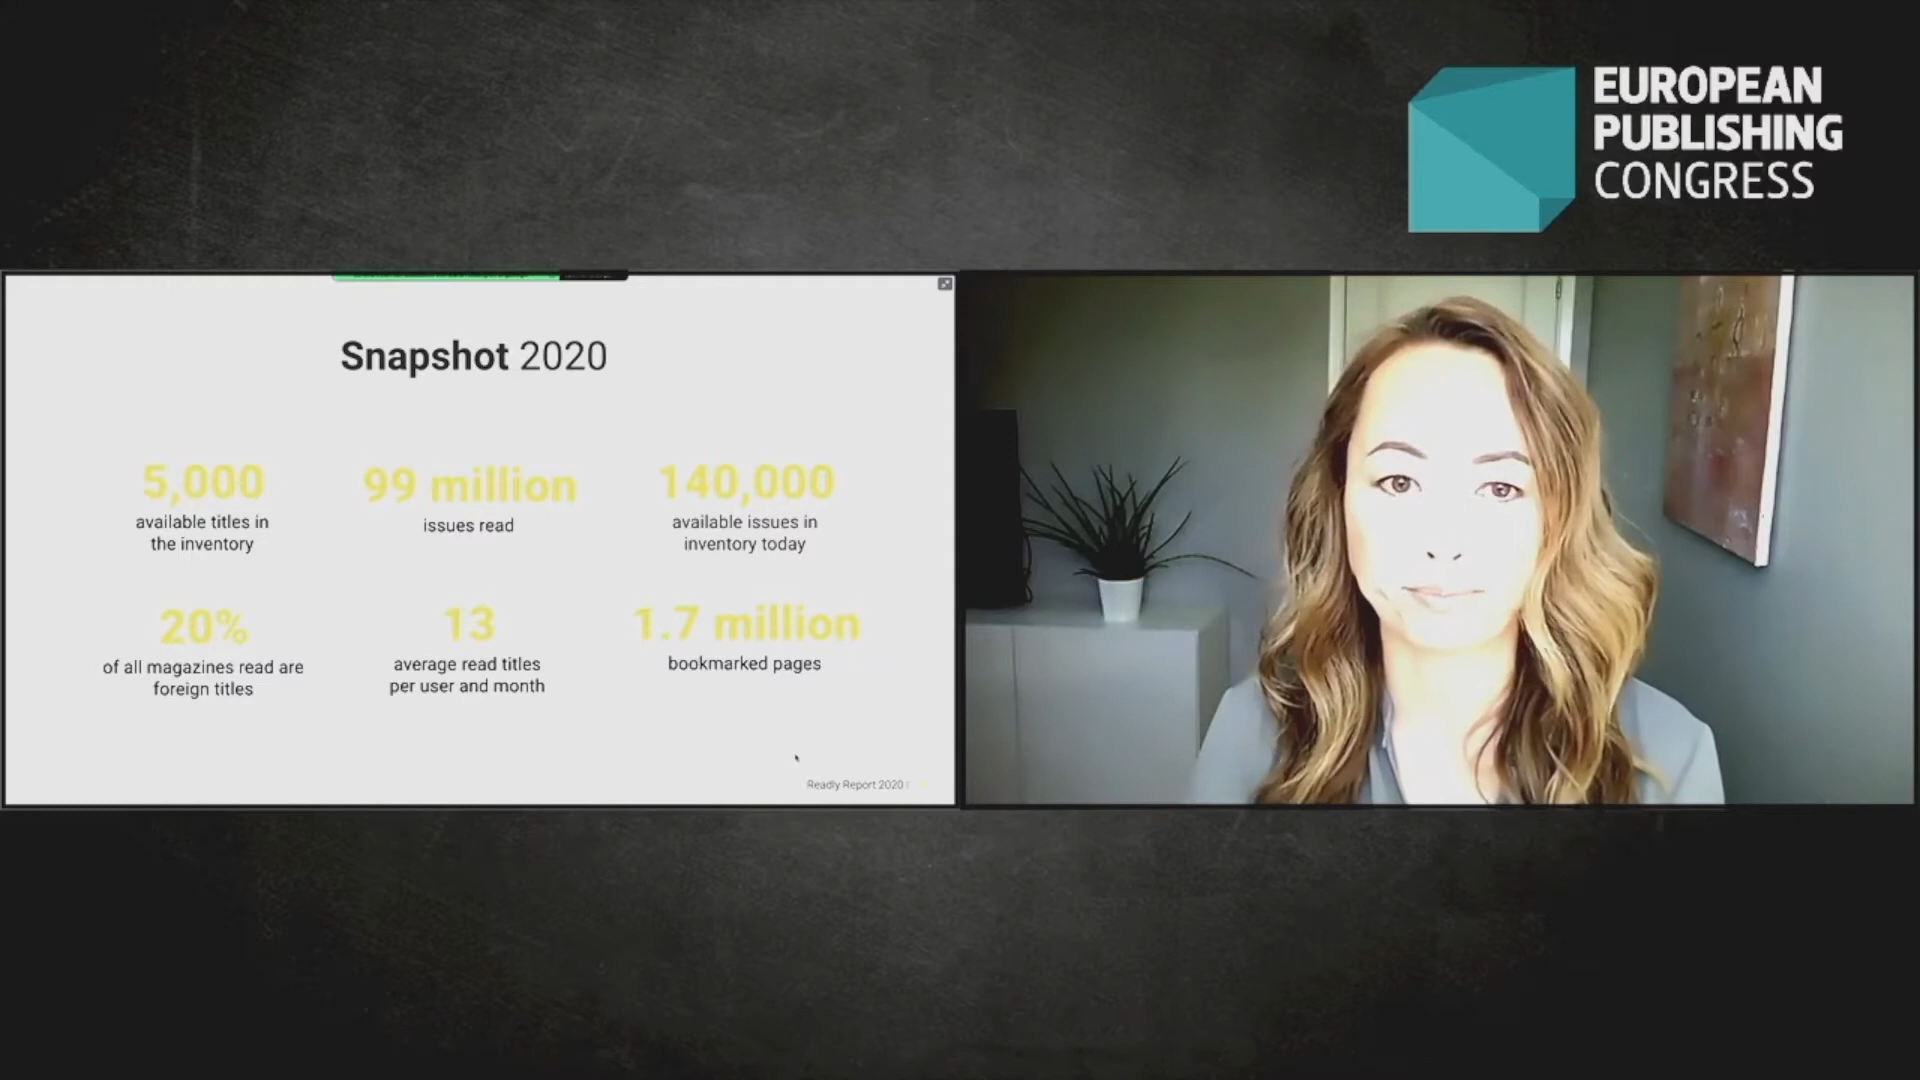 EUROPEAN
PUBLISHING
CONGRESS
Snapshot 2020
5,000
available titles in
the inventory
99 million
issues read
140,000
available issues in
inventory today
20%
of all magazines read are
foreign titles
13
average read titles
per user and month
1.7 million
bookmarked pages
Readly Report 2020 |